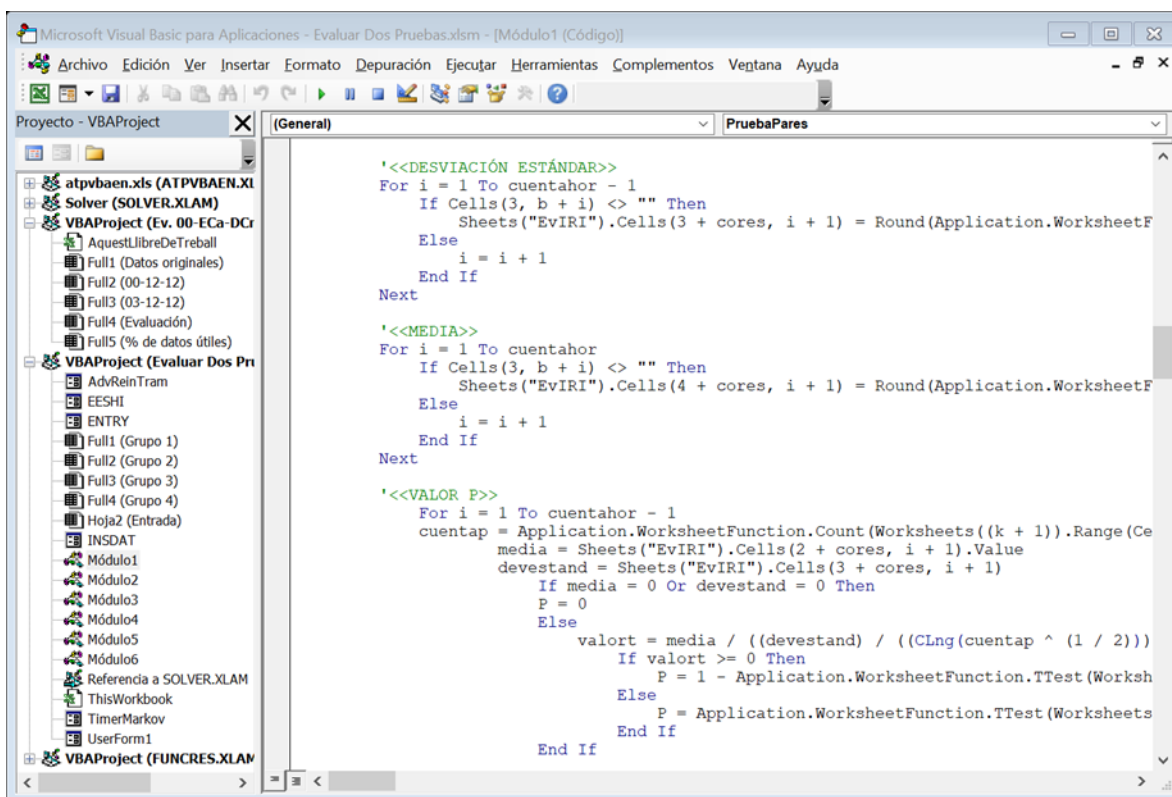 Microsoft Visual Basic para Aplicaciones - Evaluar Dos Pruebas.xlsm - [Módulo1 (Código)]
Archivo Edición Ver Insertar Formato Depuración Ejecutar Herramientas Complementos Ventana Ayuda
Proyecto - VBAProject
(General)
PruebaPares
atpvbaen.xls (ATPVBAEN.XL
Solver (SOLVER.XLAM)
VBAProject (Ev. 00-ECa-DCr
AquestLlibreDeTreball
Full1 (Datos originales)
Full2 (00-12-12)
Full3 (03-12-12)
Full4 (Evaluación)
Full5 (% de datos útiles)
VBAProject (Evaluar Dos Pru
AdvReinTram
EESHI
ENTRY
Full1 (Grupo 1)
Full2 (Grupo 2)
Full3 (Grupo 3)
Full4 (Grupo 4)
Hoja2 (Entrada)
INSDAT
Módulo1
Módulo2
Módulo3
Módulo4
Módulo5
Módulo6
Referencia a SOLVER.XLAM
ThisWorkbook
TimerMarkov
UserForm1
VBAProject (FUNCRES.XLAM
'<<DESVIACIÓN ESTÁNDAR>>
For i = 1 To cuentahor - 1
If Cells(3, b + i) <> "" Then
Sheets("EvIRI").Cells(3 + cores, i + 1) = Round(Application.WorksheetF
Else
i = i + 1
End If
Next
'<<MEDIA>>
For i = 1 To cuentahor
If Cells(3, b + i) <> "" Then
Sheets("EvIRI").Cells(4 + cores, i + 1) = Round(Application.WorksheetF
Else
i = i + 1
End If
Next
'<<VALOR P>>
For i = 1 To cuentahor - 1
cuentap = Application.WorksheetFunction.Count(Worksheets((k + 1)).Range(Ce
media = Sheets("EvIRI").Cells(2 + cores, i + 1).Value
devestand = Sheets("EvIRI").Cells(3 + cores, i + 1)
If media = 0 Or devestand = 0 Then
P = 0
Else
valort = media / ((devestand) / ((CLng(cuentap ^ (1 / 2)))
If valort >= 0 Then
P = 1 - Application.WorksheetFunction.TTest(Worksh
Else
P = Application.WorksheetFunction.TTest(Worksheets
End If
End If